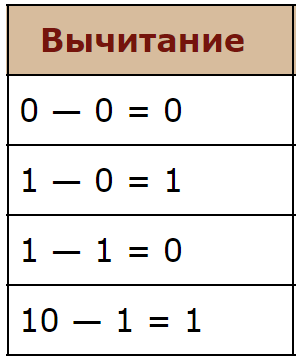 Вычитание
0 — 0 = 0
1 — 0 = 1
1 — 1 = 0
10 — 1 = 1